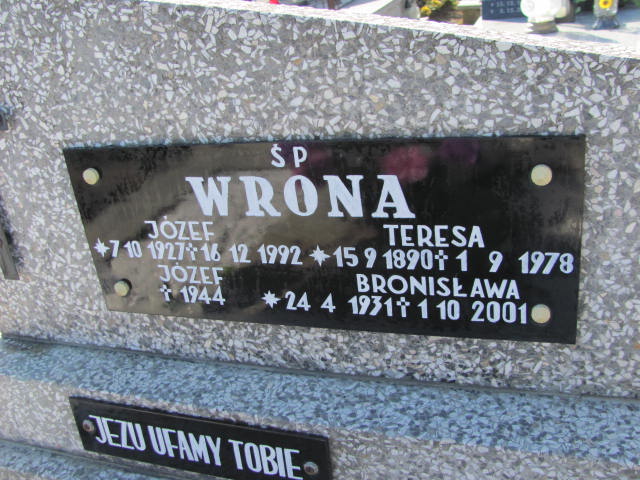 ŚP
WRONA
JÓZEF TERESA
*7 10 1927 †16 12 1992 *15 9 1890 †1 9 1978
JÓZEF BRONISŁAWA
†1944 *24 4 1931 †1 10 2001
JEZU UFAMY TOBIE